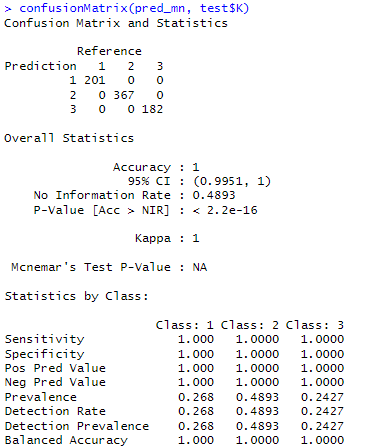 > confusionMatrix(pred_mn, test$K)
Confusion Matrix and Statistics
Reference
Prediction 1 2 3
1 201 0 0
2 0 367 0
3 0 0 182
Overall Statistics
Accuracy : 1
95% CI : (0.9951, 1)
No Information Rate : 0.4893
P-Value [Acc > NIR] : < 2.2e-16
Kappa : 1
Mcnemar's Test P-Value : NA
Statistics by Class:
Class: 1 Class: 2 Class: 3
Sensitivity 1.000 1.0000 1.0000
Specificity 1.000 1.0000 1.0000
Pos Pred Value 1.000 1.0000 1.0000
Neg Pred Value 1.000 1.0000 1.0000
Prevalence 0.268 0.4893 0.2427
Detection Rate 0.268 0.4893 0.2427
Detection Prevalence 0.268 0.4893 0.2427
Balanced Accuracy 1.000 1.0000 1.0000